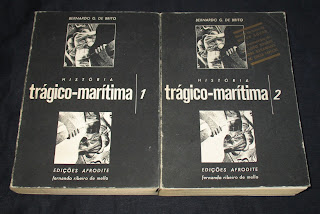 BERNARDO G. DE BRITO
HISTÓRIA
trágico-marítima 1
EDIÇÕES AFRODITE
fernando ribeiro de mello
BERNARDO G. DE BRITO
HISTÓRIA
trágico-marítima 2
EDIÇÕES AFRODITE
fernando ribeiro de mello